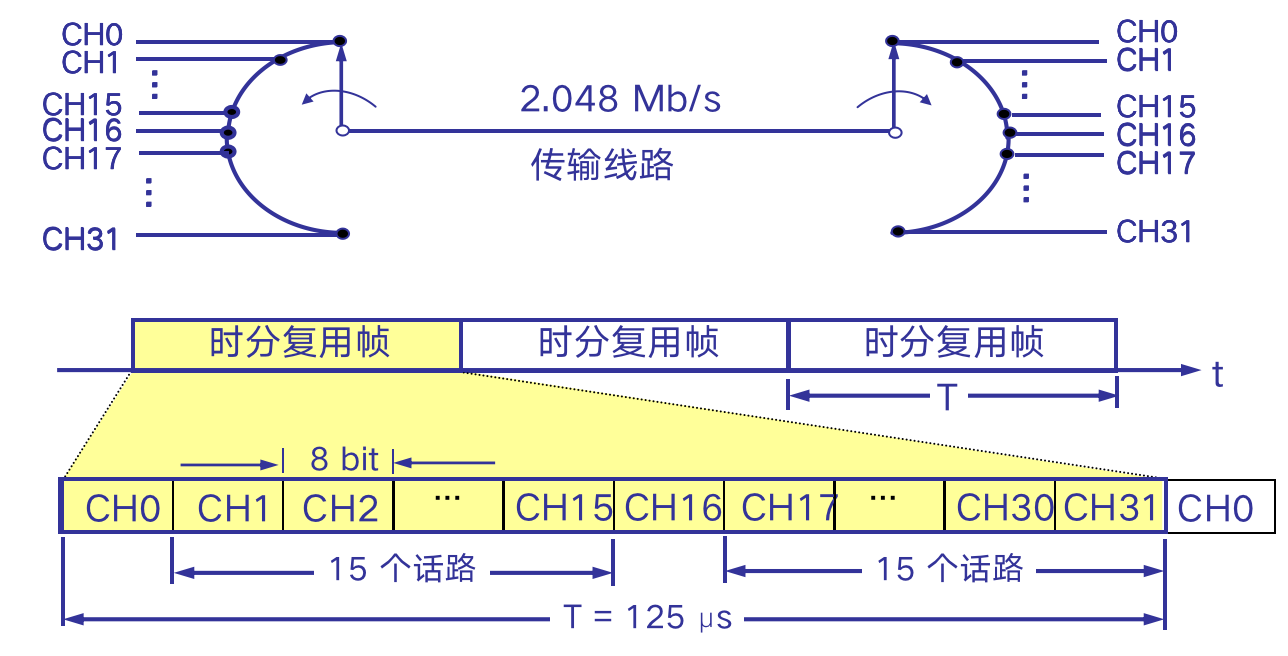 CH0
CH1
⋮
CH15
CH16
CH17
⋮
CH31
2.048 Mb/s
传输线路
CH0
CH1
⋮
CH15
CH16
CH17
⋮
CH31
时分复用帧 时分复用帧 时分复用帧
t
T
8 bit
CH0 CH1 CH2 ··· CH15 CH16 CH17 ··· CH30 CH31 CH0
15 个话路 15 个话路
T = 125 μs